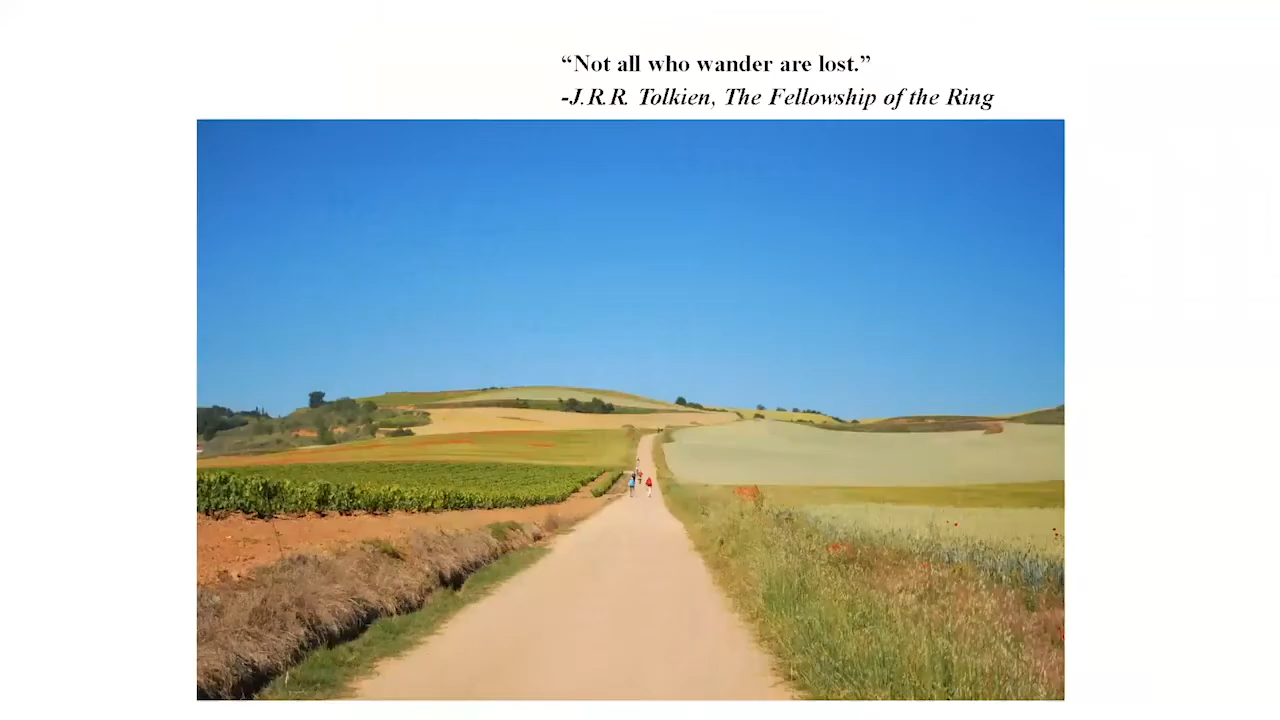 “Not all who wander are lost.”
-J.R.R. Tolkien, The Fellowship of the Ring